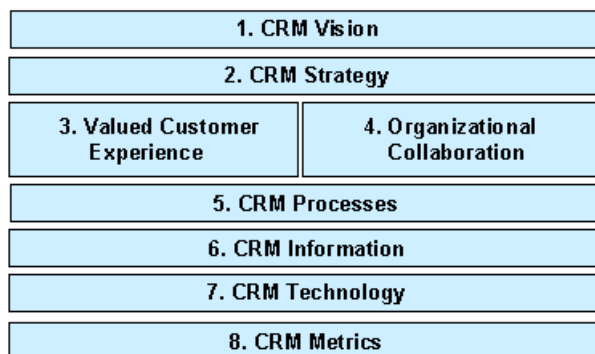 1. CRM Vision
2. CRM Strategy
3. Valued Customer
Experience
4. Organizational
Collaboration
5. CRM Processes
6. CRM Information
7. CRM Technology
8. CRM Metrics